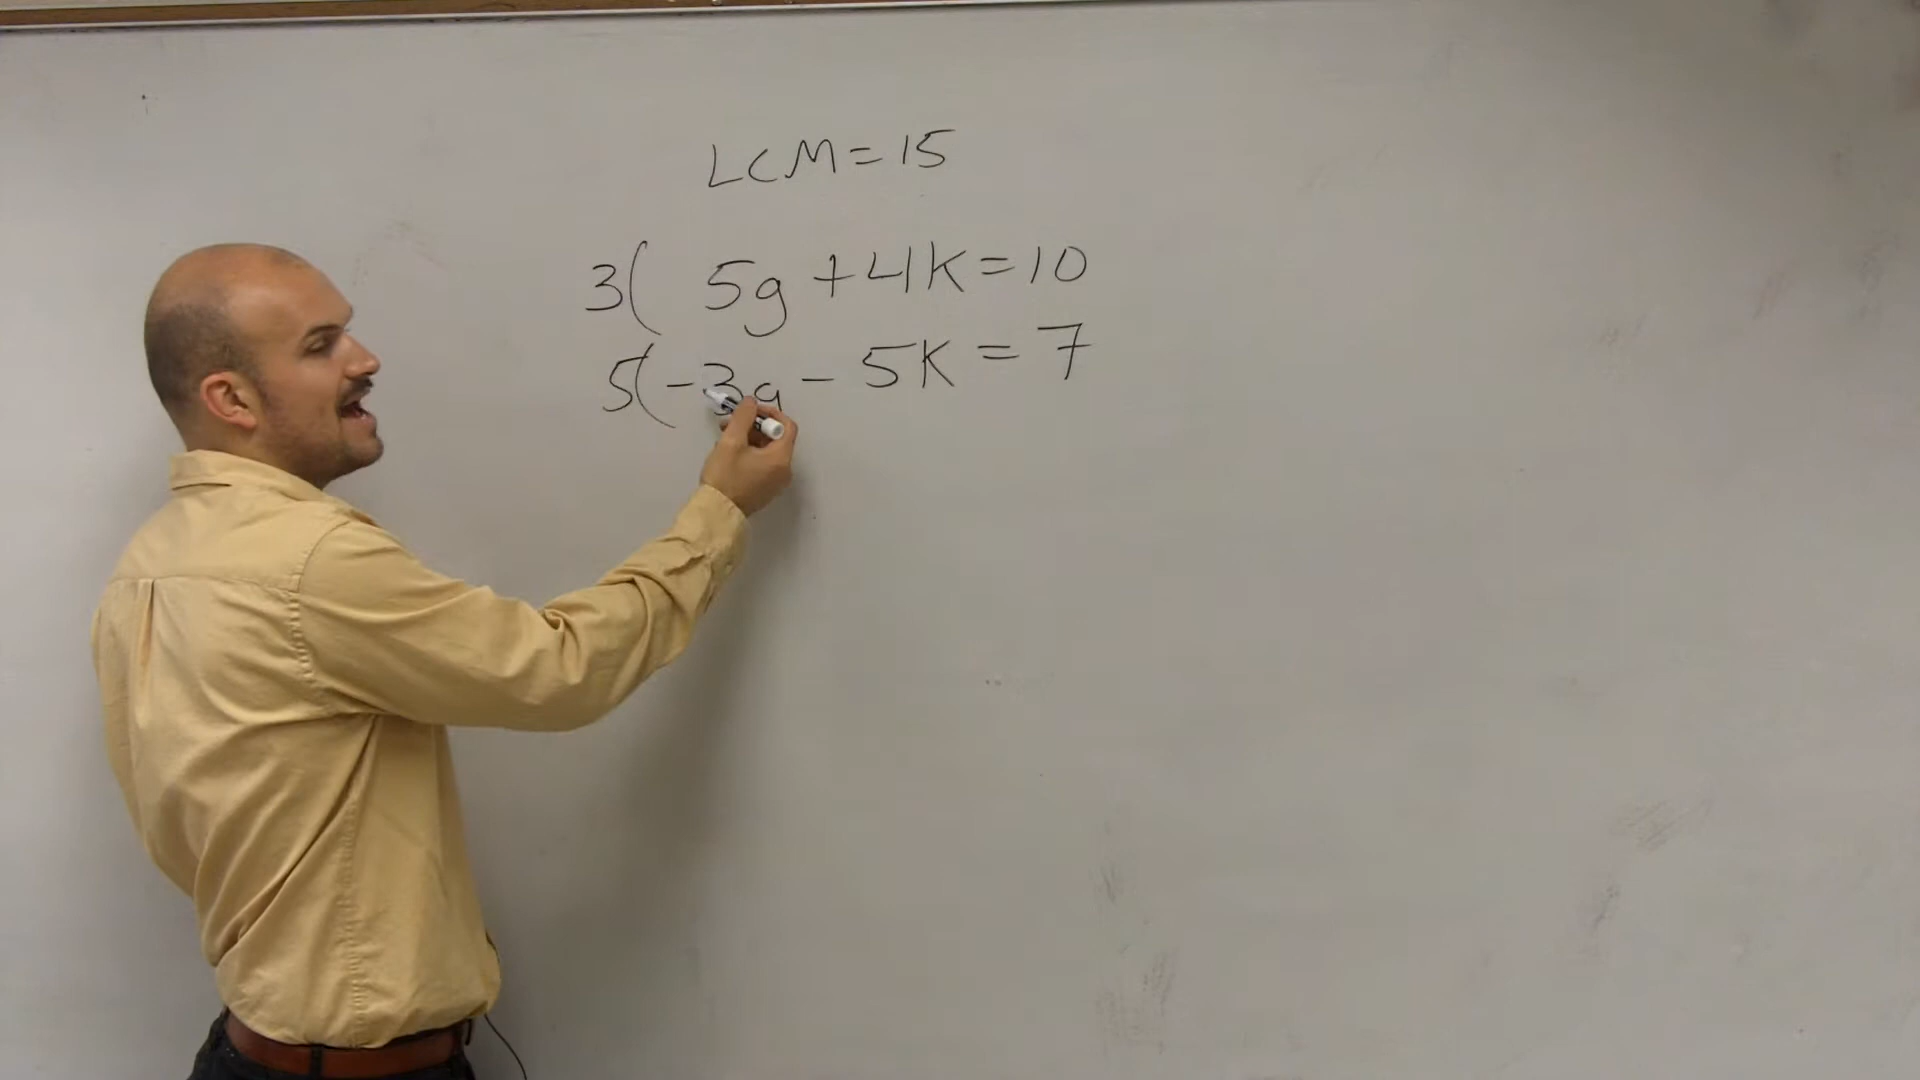 LCM=15
3( 5g +4k=10
5(-3g - 5k = 7